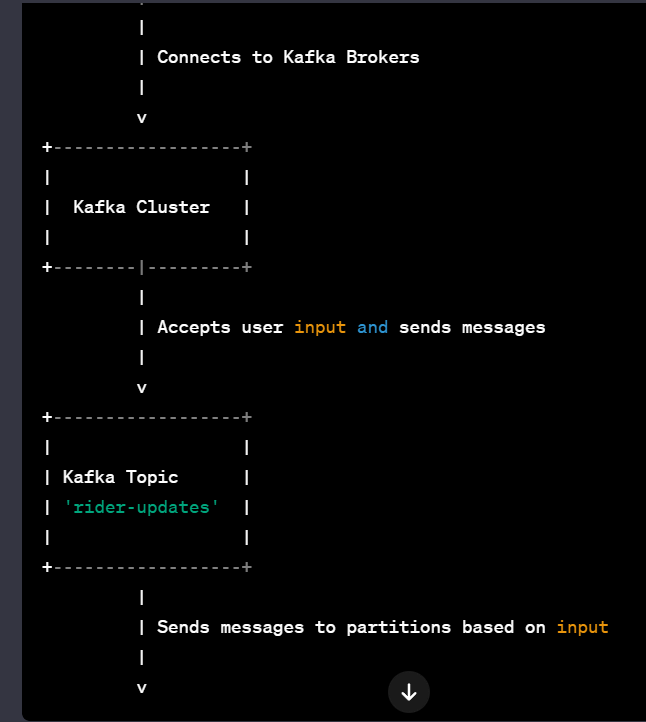 |
| Connects to Kafka Brokers
|
v
+------------------+
|                  |
|  Kafka Cluster   |
|                  |
+--------|---------+
|
| Accepts user input and sends messages
|
v
+------------------+
|                  |
| Kafka Topic      |
| 'rider-updates'  |
|                  |
+------------------+
|
| Sends messages to partitions based on input
|
v